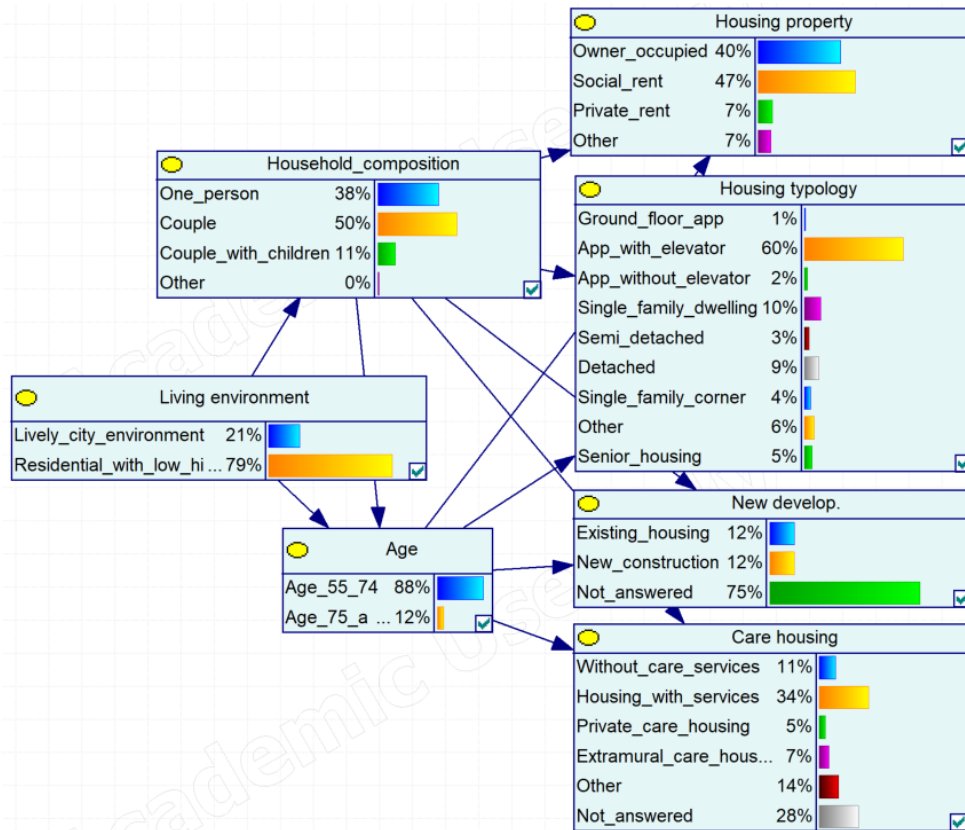 Housing property
Owner_occupied 40%
Social_rent 47%
Private_rent 7%
Other 7%
Household_composition
One_person 38%
Couple 50%
Couple_with_children 11%
Other 0%
Housing typology
Ground_floor_app 1%
App_with_elevator 60%
App_without_elevator 2%
Single_family_dwelling 10%
Semi_detached 3%
Detached 9%
Single_family_corner 4%
Other 6%
Senior_housing 5%
Living environment
Lively_city_environment 21%
Residential_with_low_hi ... 79%
New develop.
Existing_housing 12%
New_construction 12%
Not_answered 75%
Age
Age_55_74 88%
Age_75_a ... 12%
Care housing
Without_care_services 11%
Housing_with_services 34%
Private_care_housing 5%
Extramural_care_hous... 7%
Other 14%
Not_answered 28%